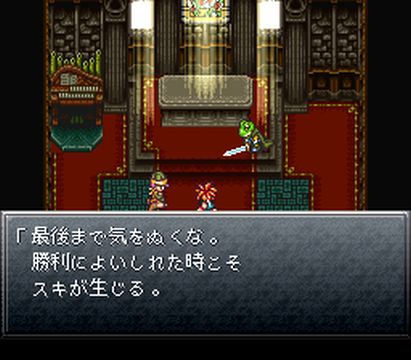 「最後まで気をぬくな。
勝利によいしれた時こそ
スキが生じる。